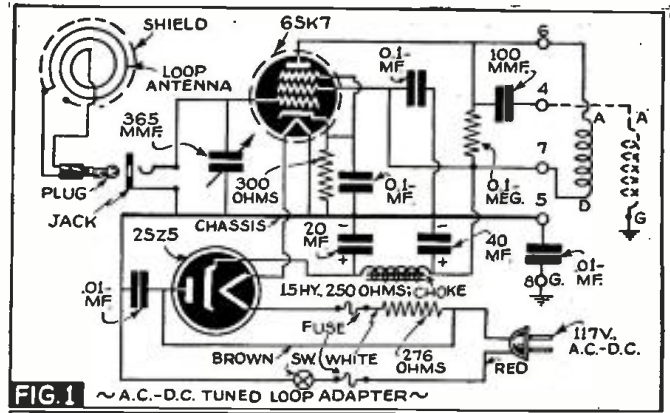 SHIELD
LOOP
ANTENNA
PLUG
JACK
365
MMF.
6SK7
300
OHMS
CHASSIS
0.1-
MF.
0.1-
MF.
100
MMF.
0.1-
MEG.
6
4
7
5
A
D
A
G
20
MF.
-
+
-
+
40
MF.
8
G.
.01-
MF.
25Z5
.01-
MF.
15 HY., 250 OHMS; CHOKE
FUSE
BROWN
SW.
WHITE
276
OHMS
RED
117V.,
A.C.-D.C.
FIG.1 ~ A.C.-D.C. TUNED LOOP ADAPTER ~